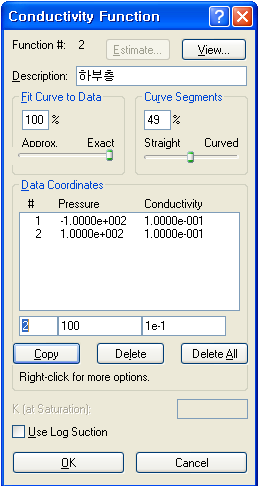 Conductivity Function
Function #: 2 Estimate... View...
Description: 하부층
Fit Curve to Data Curve Segments
100 % 49 %
Approx. Exact Straight Curved
Data Coordinates
# Pressure Conductivity
1 -1.0000e+002 1.0000e-001
2 1.0000e+002 1.0000e-001
2 100 1e-1
Copy Delete Delete All
Right-click for more options.
K (at Saturation):
Use Log Suction
OK Cancel